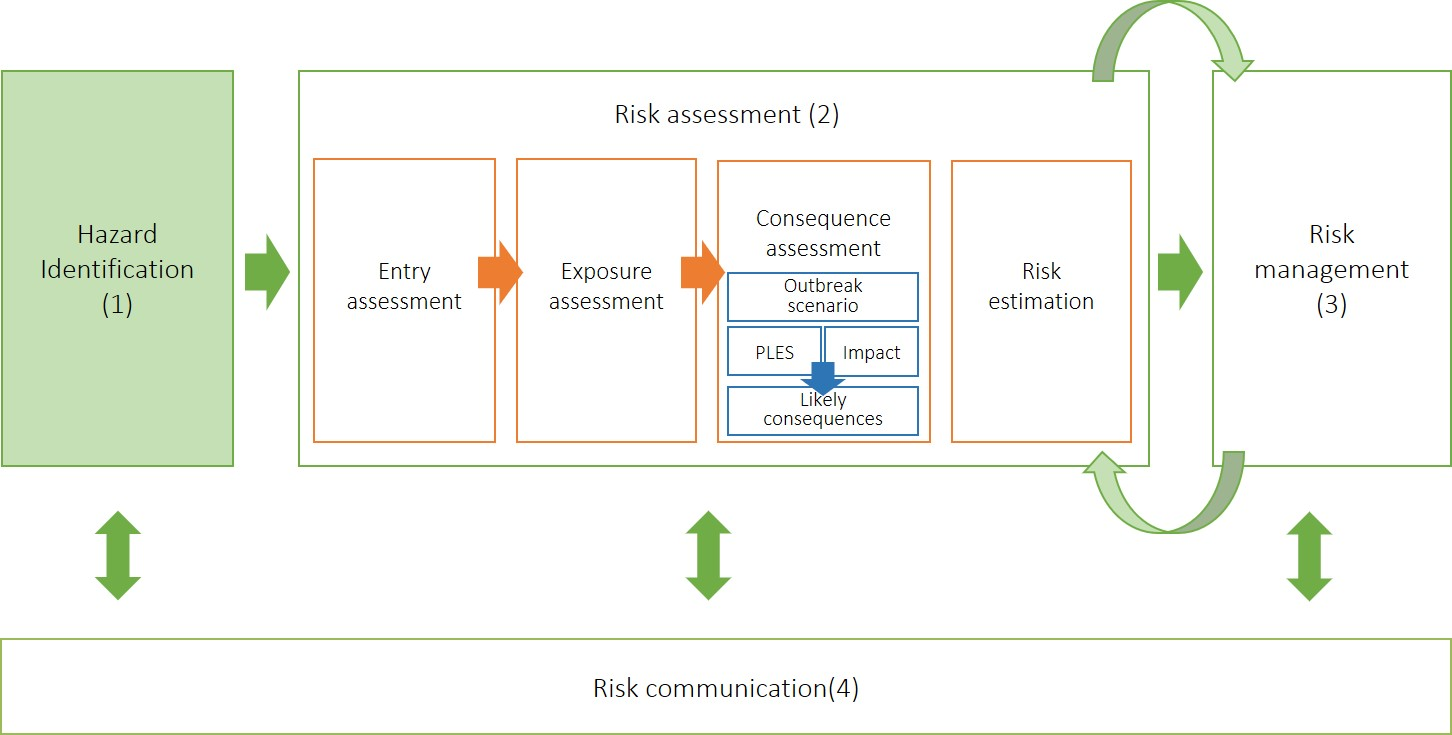 Risk assessment (2)
Hazard
Identification
(1)
Entry
assessment
Exposure
assessment
Consequence
assessment
Outbreak
scenario
PLES
Impact
Likely
consequences
Risk
estimation
Risk
management
(3)
Risk communication(4)